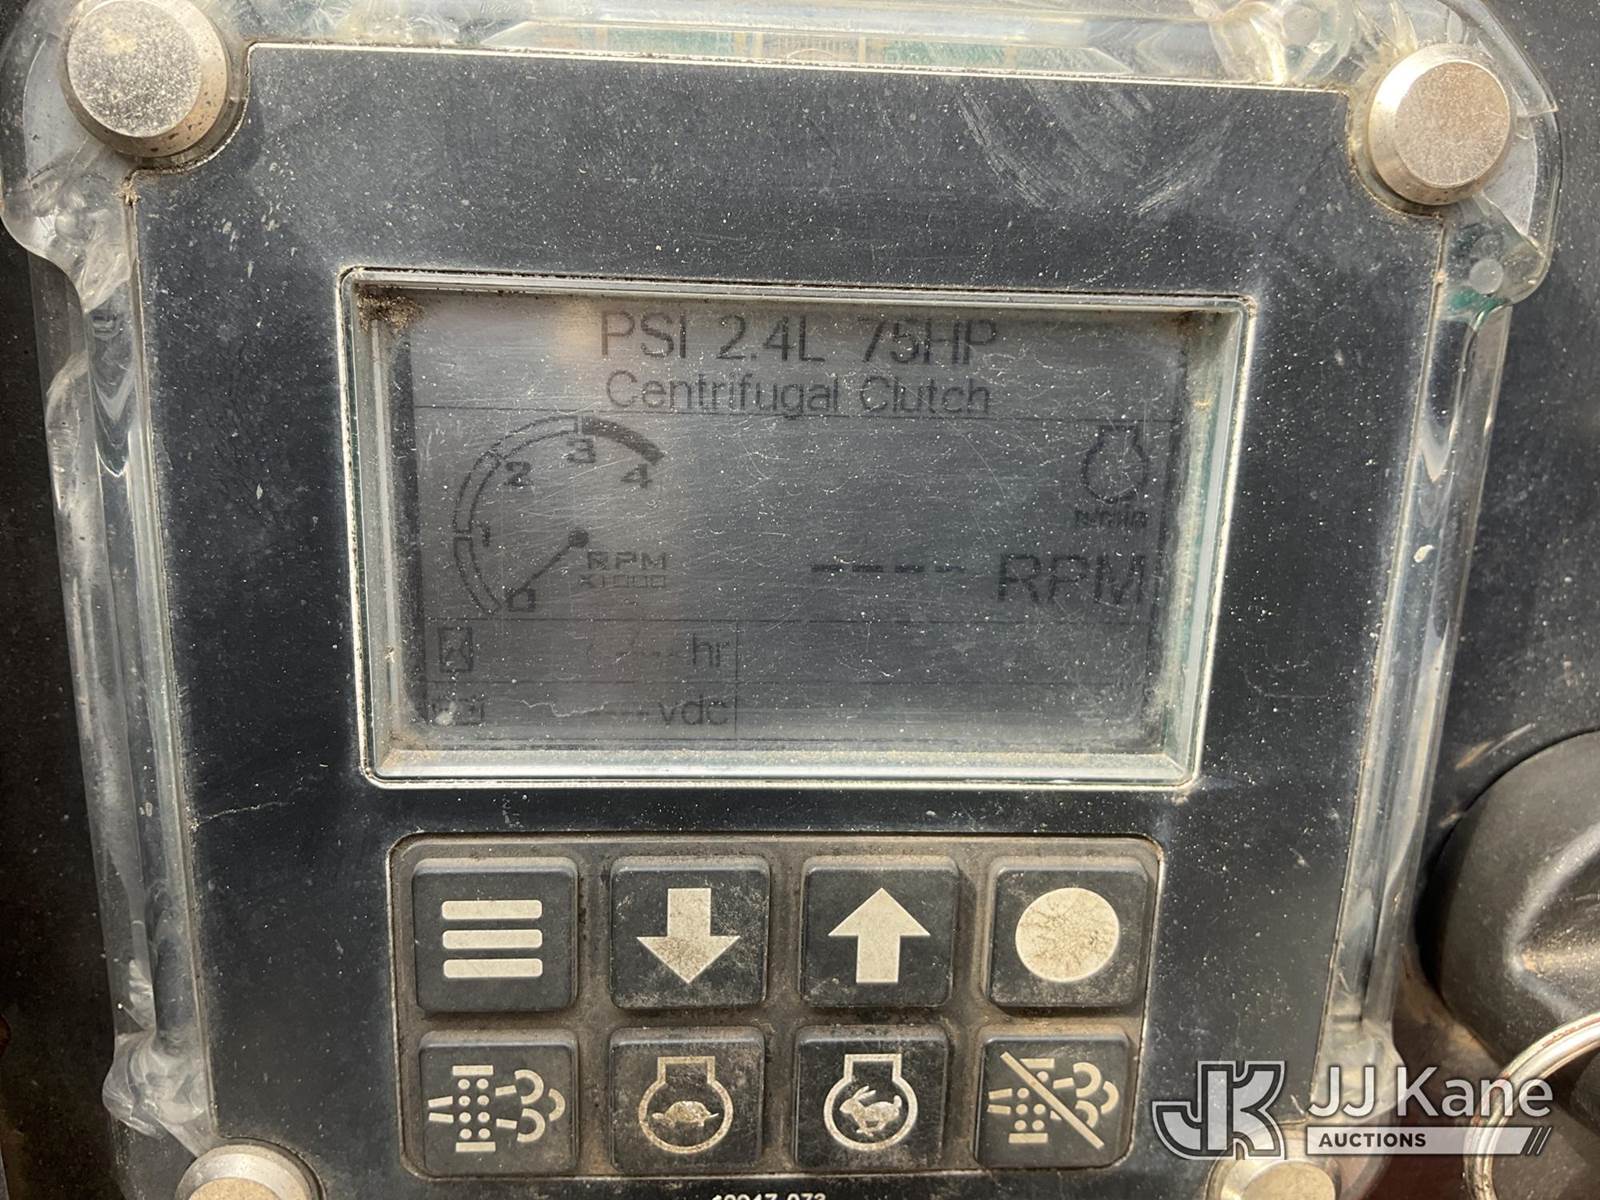 PSI 2.4L 75HP
Centrifugal Clutch
3
2
4
1
r/min
RPM
X1000
0
---- RPM
hr
vdc
JJ Kane
AUCTIONS